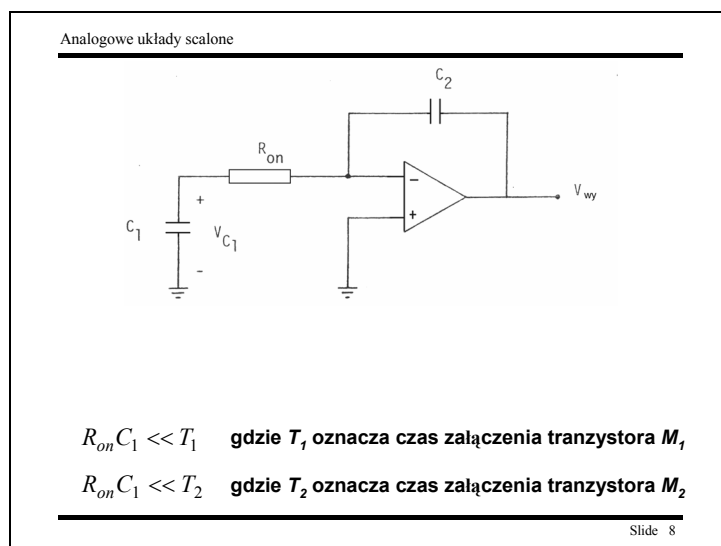 Analogowe układy scalone
C2
Ron
C1
+
VC1
-
−
+
Vwy
RonC1 << T1 gdzie T1 oznacza czas załączenia tranzystora M1
RonC1 << T2 gdzie T2 oznacza czas załączenia tranzystora M2
Slide 8